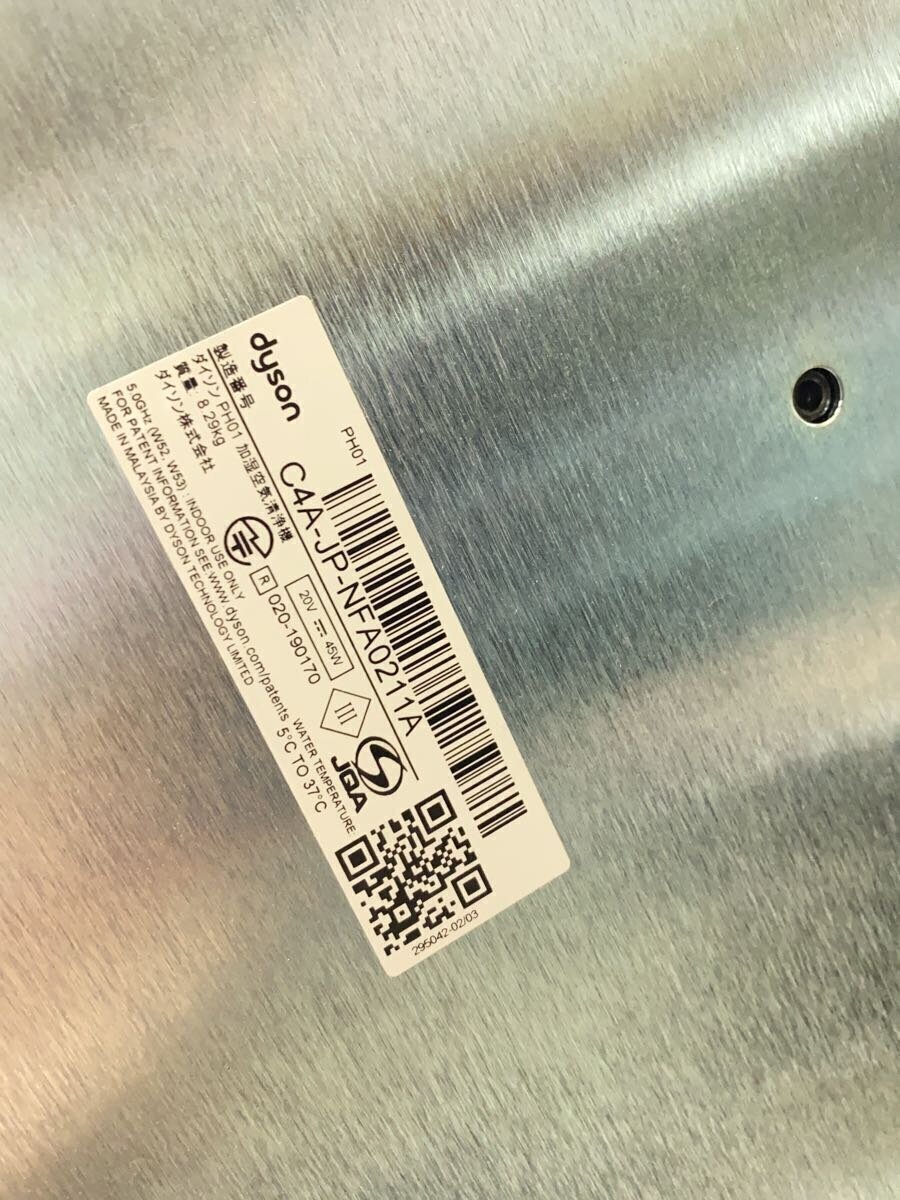 dyson
PH01
製造番号 C4A-JP-NFA0211A
ダイソン PH01 加湿空気清浄機
質量: 8.29kg
20V ⎓ 45W
III
ダイソン株式会社
R 020-190170
JQA
5.0GHz (W52, W53) : INDOOR USE ONLY
WATER TEMPERATURE:
FOR PATENT INFORMATION SEE:www.dyson.com/patents 5°C TO 37°C
MADE IN MALAYSIA BY DYSON TECHNOLOGY LIMITED
295042-02/03